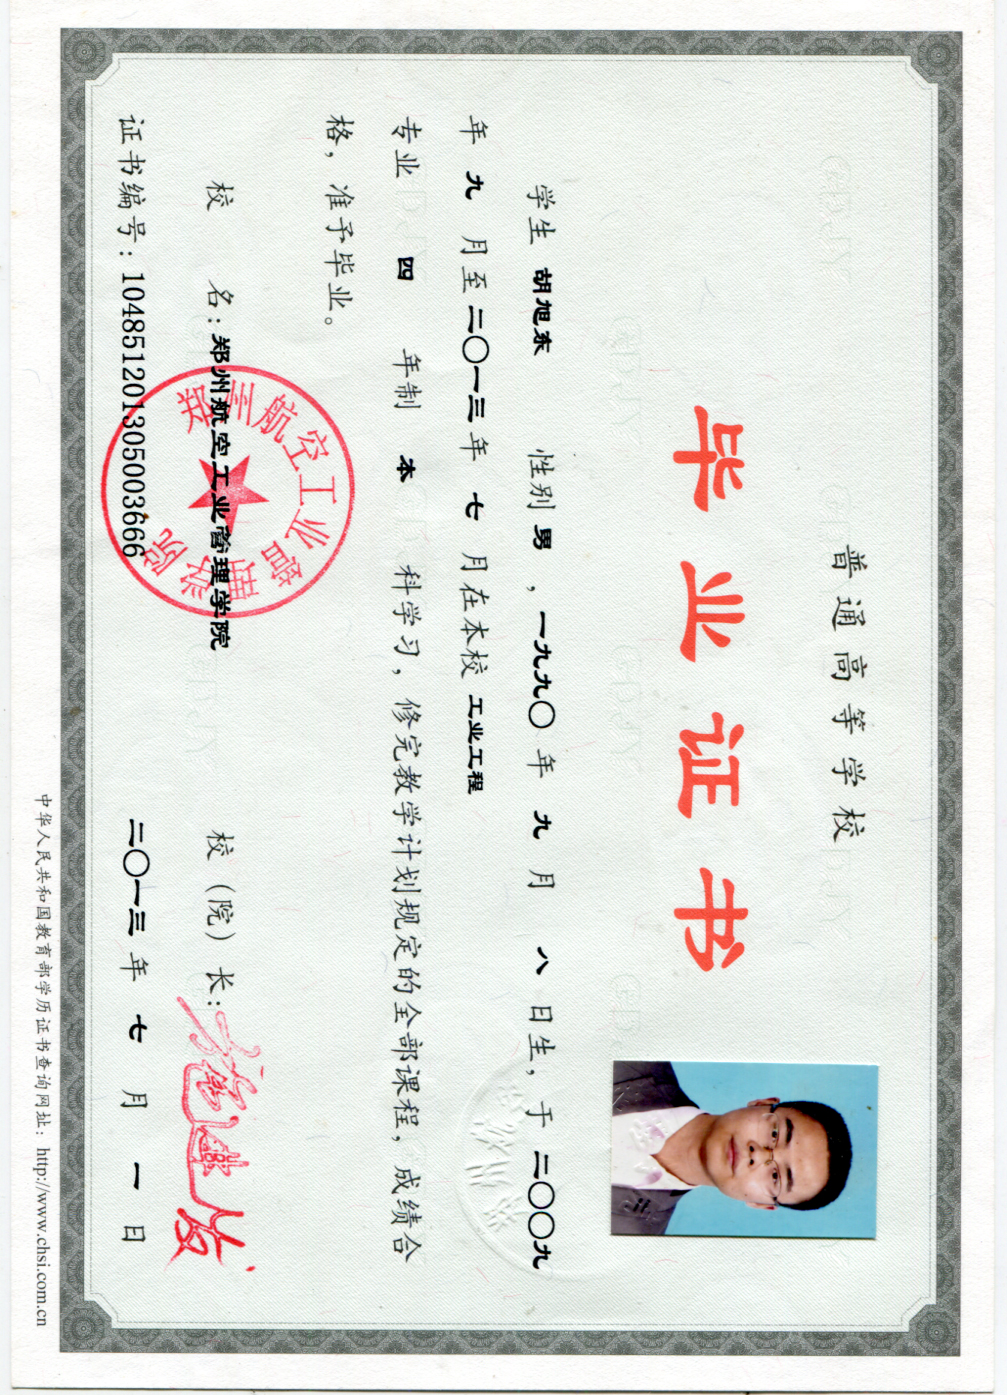 普通高等学校
毕业证书
学生 胡旭东 性别 男 ，一九九〇 年 九 月 八 日生，于 二〇〇九
年 九 月至 二〇一三 年 七 月在本校 工业工程
专业 四 年制 本 科学习，修完教学计划规定的全部课程，成绩合
格，准予毕业。
郑州航空工业管理学院
校 名：郑州航空工业管理学院 校（院）长：施进发
证书编号：104851201305003666 二〇一三 年 七 月 一 日
中华人民共和国教育部学历证书查询网址：http://www.chsi.com.cn